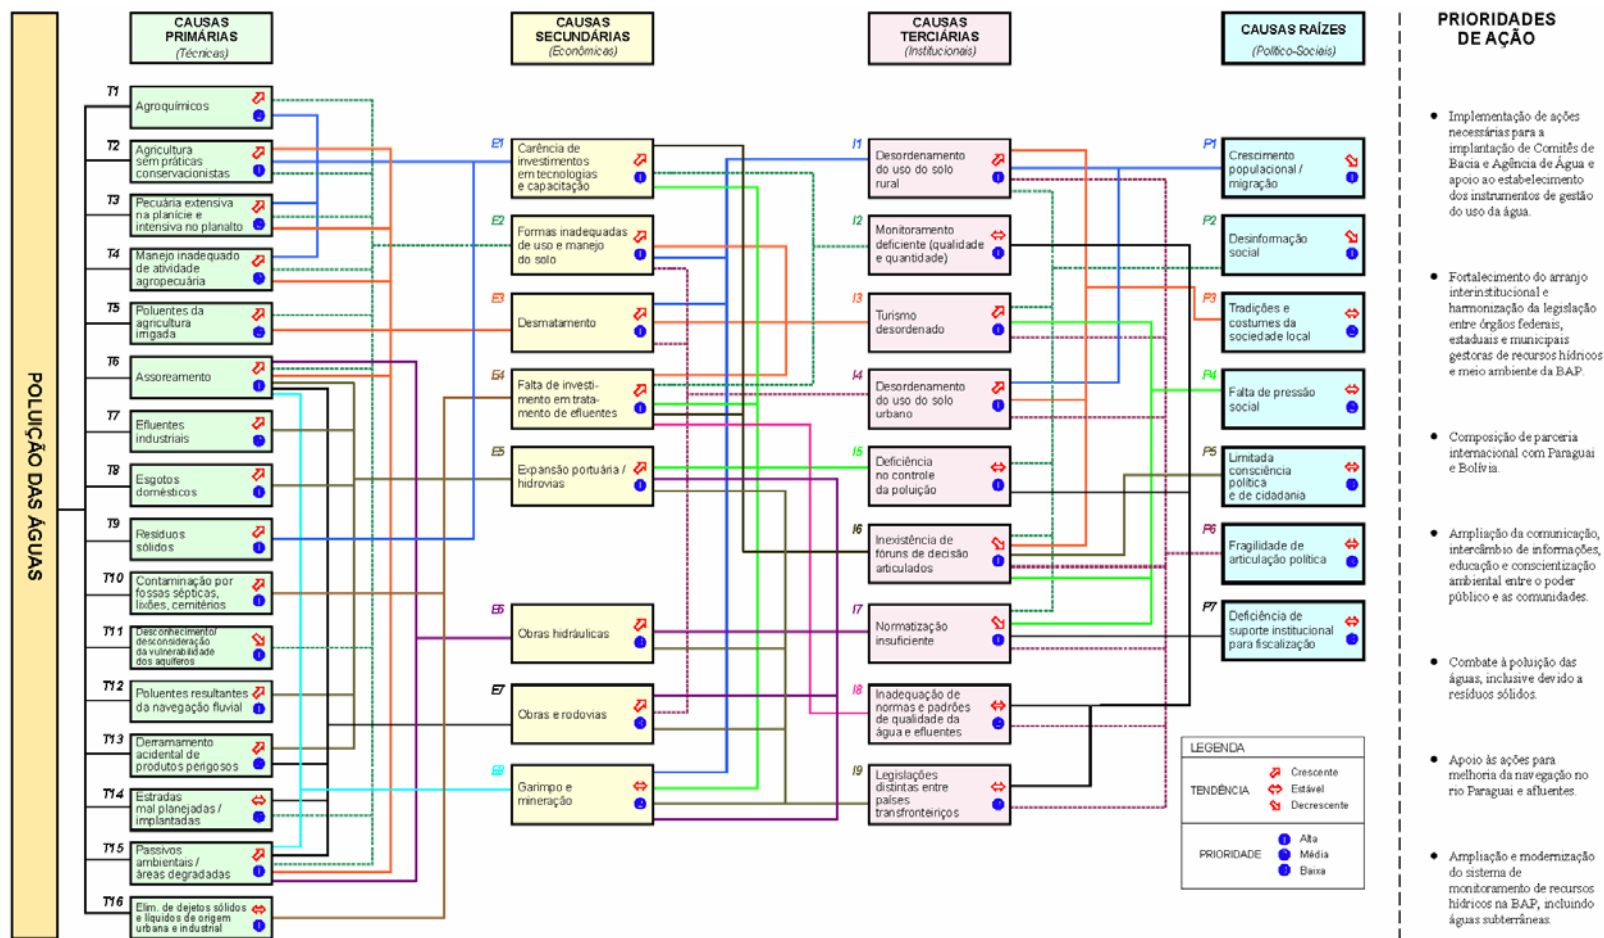 POLUIÇÃO DAS ÁGUAS
CAUSAS
PRIMÁRIAS
(Técnicas)
T1
Agroquímicos
T2
Agricultura
sem práticas
conservacionistas
T3
Pecuária extensiva
na planície e
intensiva no planalto
T4
Manejo inadequado
de atividade
agropecuária
T5
Poluentes da
agricultura
irrigada
T6
Assoreamento
T7
Efluentes
industriais
T8
Esgotos
domésticos
T9
Resíduos
sólidos
T10
Contaminação por
fossas sépticas,
lixões, cemitérios
T11
Desconhecimento/
desconsideração
da vulnerabilidade
dos aquíferos
T12
Poluentes resultantes
da navegação fluvial
T13
Derramamento
acidental de
produtos perigosos
T14
Estradas
mal planejadas /
implantadas
T15
Passivos
ambientais /
áreas degradadas
T16
Elim. de dejetos sólidos
e líquidos de origem
urbana e industrial
CAUSAS
SECUNDÁRIAS
(Econômicas)
E1
Carência de
investimentos
em tecnologias
e capacitação
E2
Formas inadequadas
de uso e manejo
do solo
E3
Desmatamento
E4
Falta de investi-
mento em trata-
mento de efluentes
E5
Expansão portuária /
hidrovias
E6
Obras hidráulicas
E7
Obras e rodovias
E8
Garimpo e
mineração
CAUSAS
TERCIÁRIAS
(Institucionais)
I1
Desordenamento
do uso do solo
rural
I2
Monitoramento
deficiente (qualidade
e quantidade)
I3
Turismo
desordenado
I4
Desordenamento
do uso do solo
urbano
I5
Deficiência
no controle
da poluição
I6
Inexistência de
fóruns de decisão
articulados
I7
Normatização
insuficiente
I8
Inadequação de
normas e padrões
de qualidade da
água e efluentes
I9
Legislações
distintas entre
países
transfronteiriços
CAUSAS RAÍZES
(Político-Sociais)
P1
Crescimento
populacional /
migração
P2
Desinformação
social
P3
Tradições e
costumes da
sociedade local
P4
Falta de pressão
social
P5
Limitada
consciência
política
e de cidadania
P6
Fragilidade de
articulação política
P7
Deficiência de
suporte institucional
para fiscalização
LEGENDA
TENDÊNCIA
Crescente
Estável
Decrescente
PRIORIDADE
Alta
Média
Baixa
PRIORIDADES
DE AÇÃO
• Implementação de ações
necessárias para a
implantação de Comitês de
Bacia e Agência de Água e
apoio ao estabelecimento
dos instrumentos de gestão
do uso da água.
• Fortalecimento do arranjo
interinstitucional e
harmonização da legislação
entre órgãos federais,
estaduais e municipais
gestoras de recursos hídricos
e meio ambiente da BAP.
• Composição de parceria
internacional com Paraguai
e Bolívia.
• Ampliação da comunicação,
intercâmbio de informações,
educação e conscientização
ambiental entre o poder
público e as comunidades.
• Combate à poluição das
águas, inclusive devido a
resíduos sólidos.
• Apoio às ações para
melhoria da navegação no
rio Paraguai e afluentes.
• Ampliação e modernização
do sistema de
monitoramento de recursos
hídricos na BAP, incluindo
águas subterrâneas.